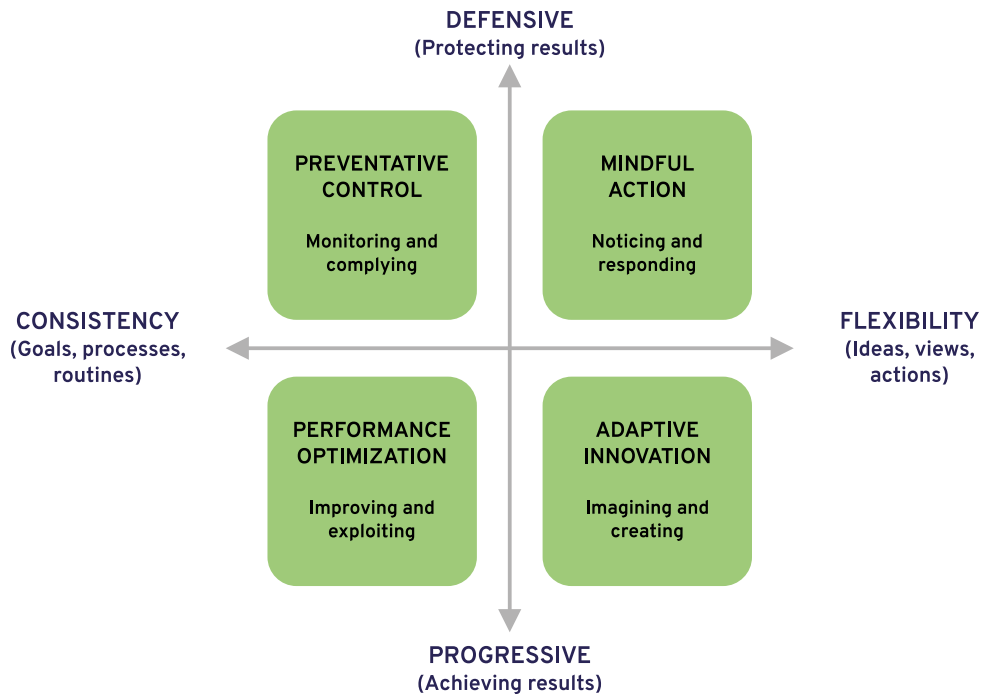 DEFENSIVE
(Protecting results)
PREVENTATIVE
CONTROL
Monitoring and
complying
MINDFUL
ACTION
Noticing and
responding
CONSISTENCY
(Goals, processes,
routines)
FLEXIBILITY
(Ideas, views,
actions)
PERFORMANCE
OPTIMIZATION
Improving and
exploiting
ADAPTIVE
INNOVATION
Imagining and
creating
PROGRESSIVE
(Achieving results)